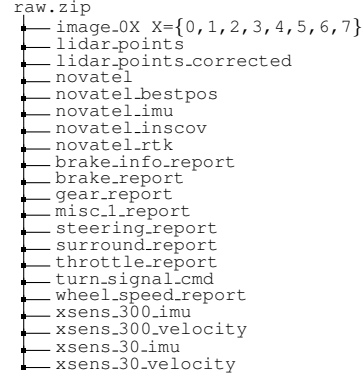 raw.zip
image_0X X={0,1,2,3,4,5,6,7}
lidar_points
lidar_points_corrected
novatel
novatel_bestpos
novatel_imu
novatel_inscov
novatel_rtk
brake_info_report
brake_report
gear_report
misc_1_report
steering_report
surround_report
throttle_report
turn_signal_cmd
wheel_speed_report
xsens_300_imu
xsens_300_velocity
xsens_30_imu
xsens_30_velocity